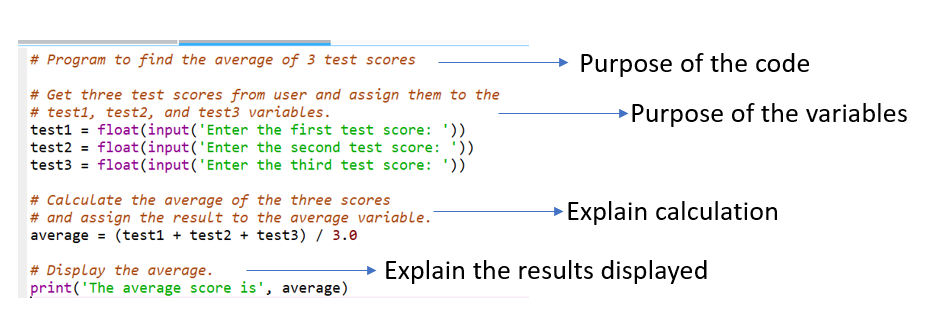 # Program to find the average of 3 test scores
Purpose of the code
# Get three test scores from user and assign them to the
# test1, test2, and test3 variables.
Purpose of the variables
test1 = float(input('Enter the first test score: '))
test2 = float(input('Enter the second test score: '))
test3 = float(input('Enter the third test score: '))
# Calculate the average of the three scores
# and assign the result to the average variable.
Explain calculation
average = (test1 + test2 + test3) / 3.0
# Display the average.
Explain the results displayed
print('The average score is', average)